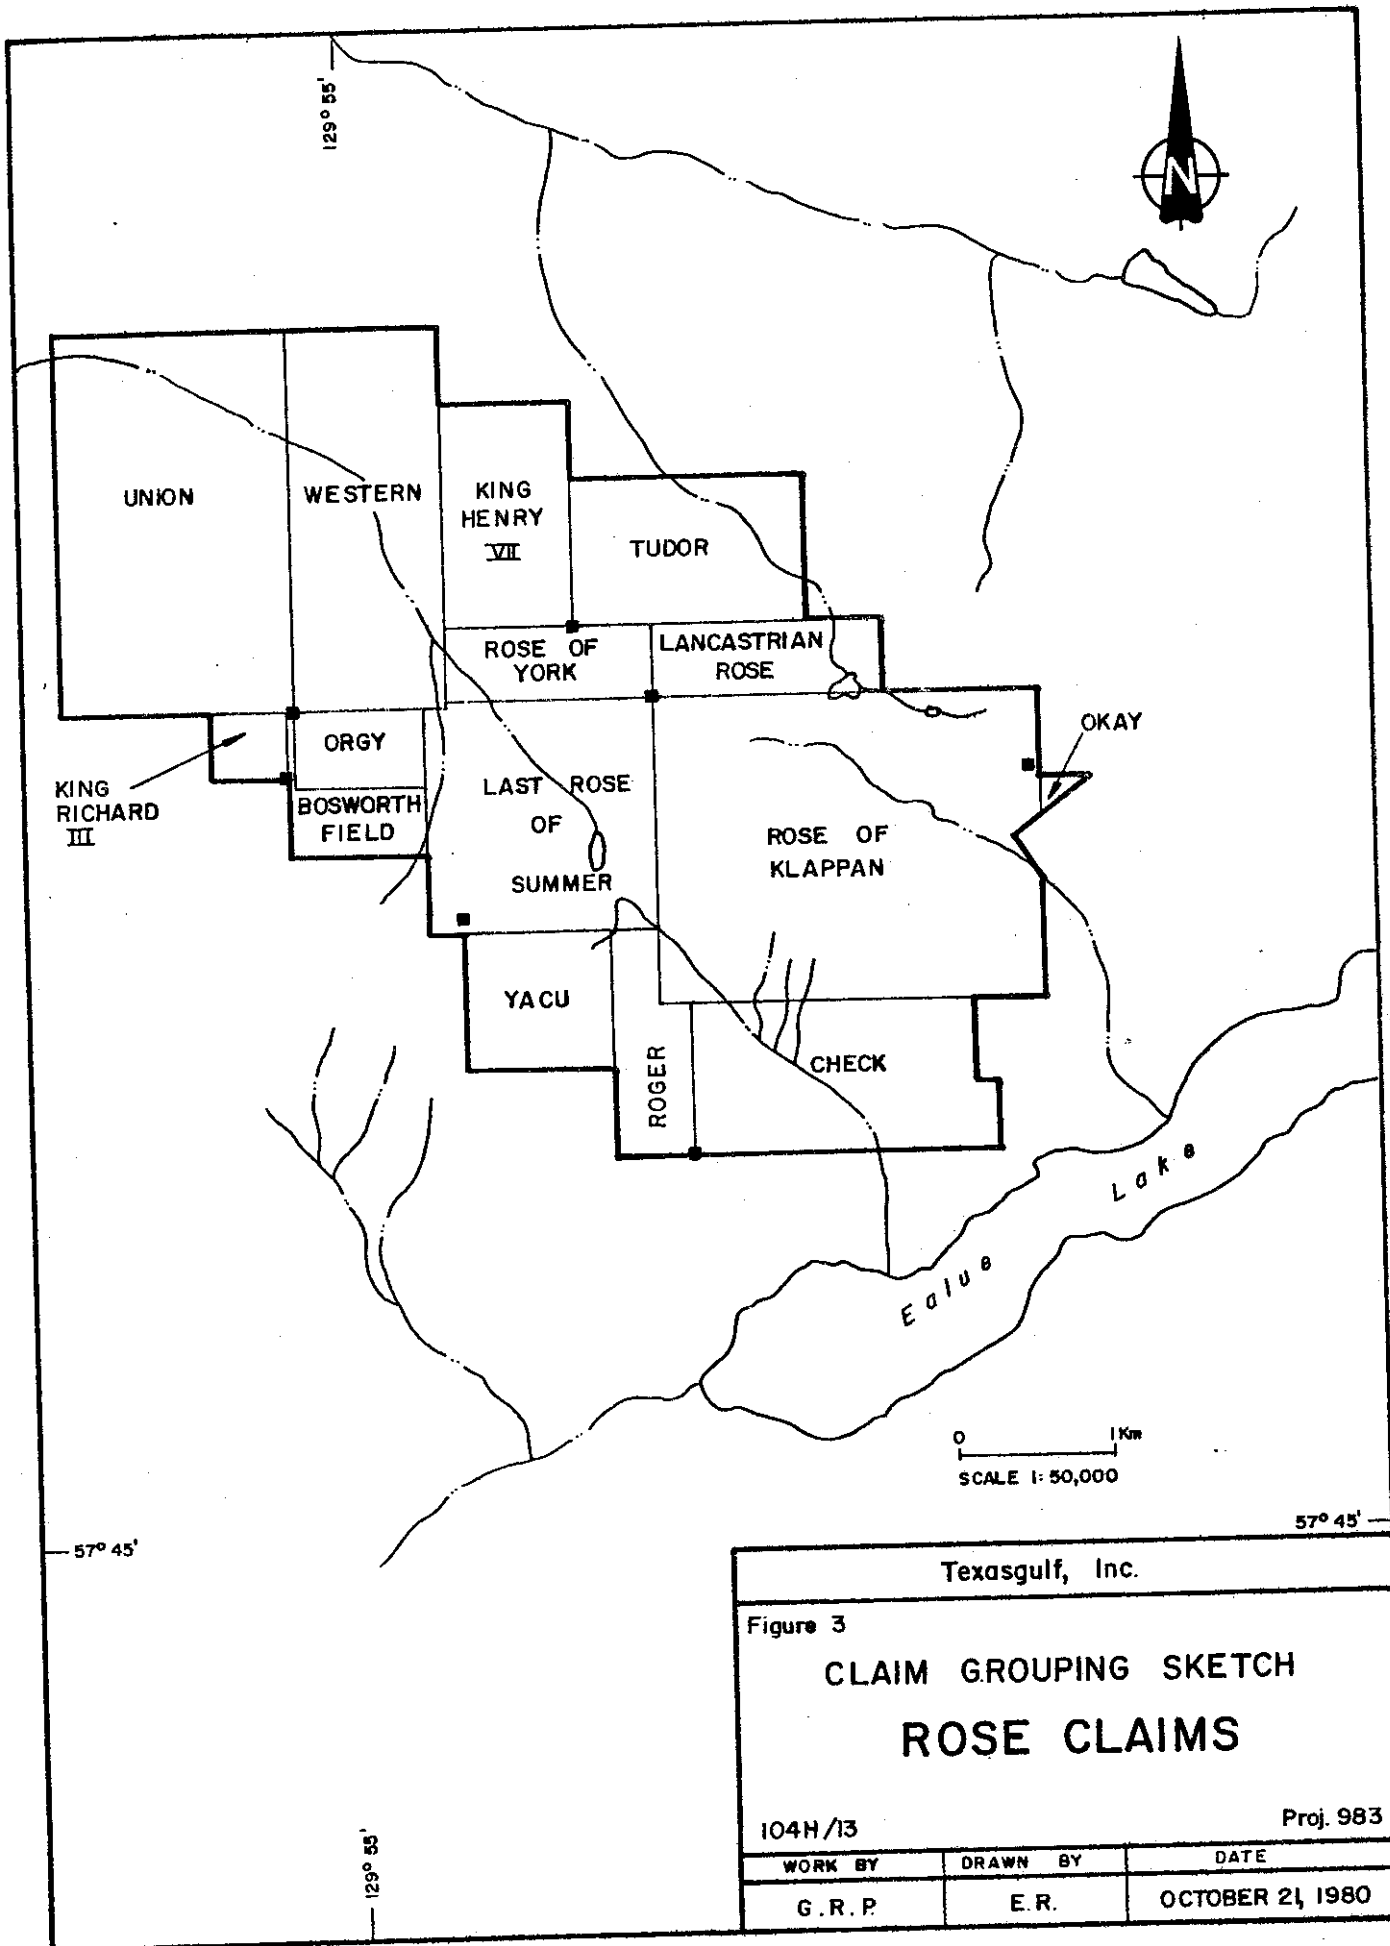 129° 55'
N
UNION
WESTERN
KING
HENRY
VII
TUDOR
ROSE OF
YORK
LANCASTRIAN
ROSE
ORGY
KING
RICHARD
III
BOSWORTH
FIELD
LAST ROSE
OF
SUMMER
ROSE OF
KLAPPAN
OKAY
YACU
ROGER
CHECK
Ealue Lake
0 1 Km
SCALE 1:50,000
57° 45'
57° 45'
129° 55'
Texasgulf, Inc.
Figure 3
CLAIM GROUPING SKETCH
ROSE CLAIMS
104H/13 Proj. 983
WORK BY DRAWN BY DATE
G.R.P. E.R. OCTOBER 21, 1980